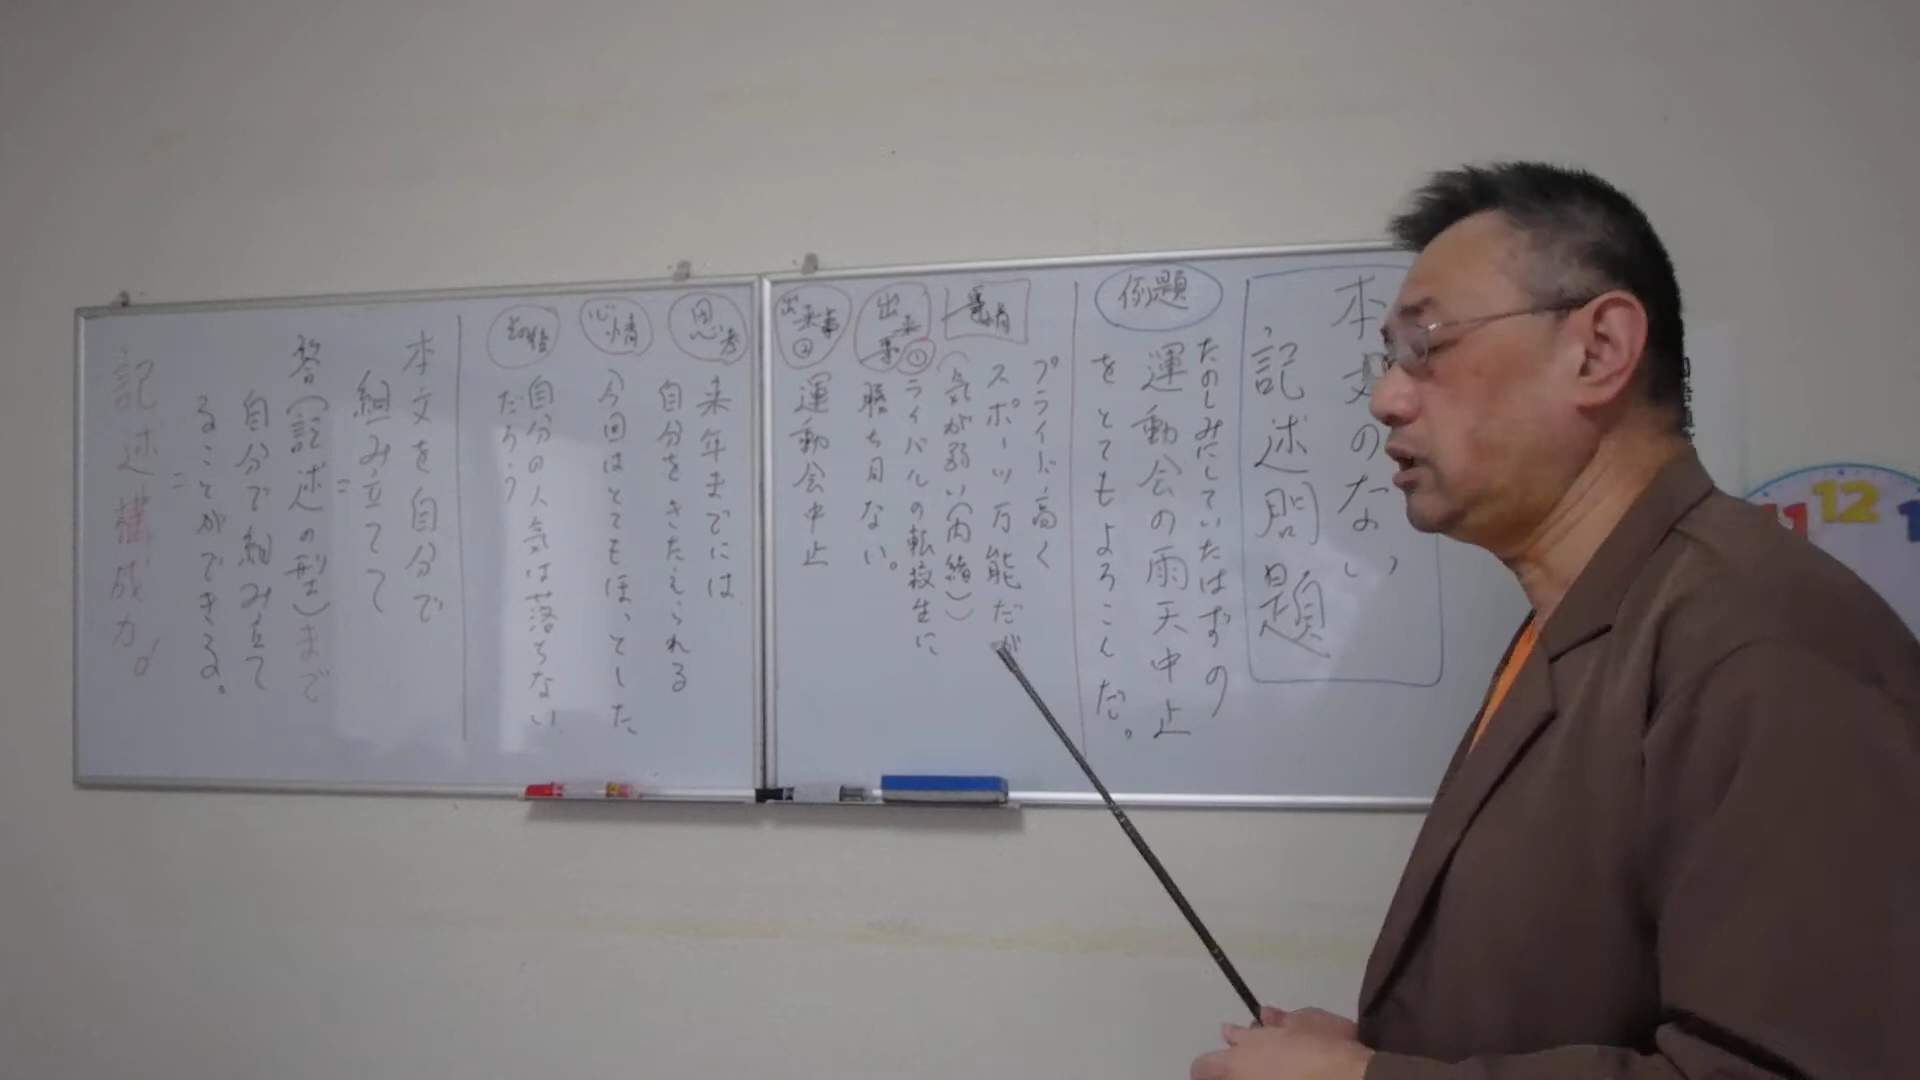 本文のない
記述問題
例題
たのしみにしていたはずの
運動会の雨天中止
をとてもよろこんだ。
プライド高く
スポーツ万能だが
(気が弱い(内緒))
出来事①
ライバルの転校生に
勝ち目ない。
出来事②
運動会中止
思考
来年までには
自分をきたえられる
心情
今回はとてもほっとした
自分の人気は落ちない
だろう
本文を自分で
組み立てて
=
答(記述の型)まで
自分で組み立て
ることができる。
=
記述構成力
11
12
1